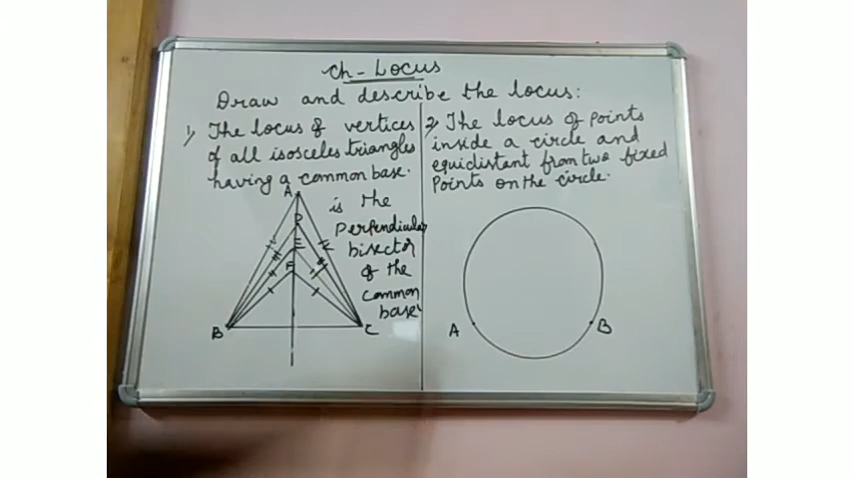 Ch - Locus
Draw and describe the locus:
1) The locus of vertices
of all isosceles triangles
having a common base.
is the
Perpendicular
bisector
of the
common
base
A
D
E
F
B
C
2) The locus of Points
inside a circle and
equidistant from two fixed
Points on the circle.
A
B